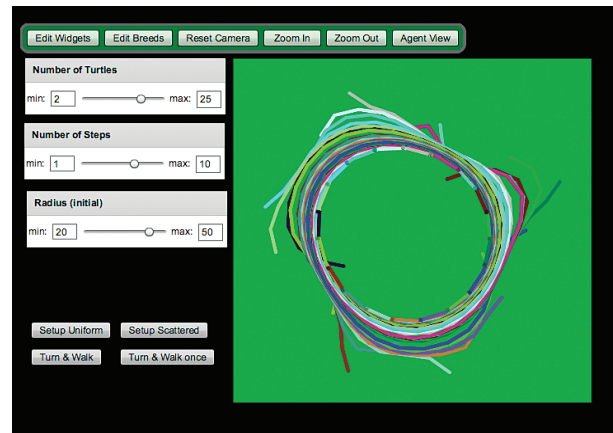 Edit Widgets Edit Breeds Reset Camera Zoom In Zoom Out Agent View
Number of Turtles
min: 2 max: 25
Number of Steps
min: 1 max: 10
Radius (initial)
min: 20 max: 50
Setup Uniform Setup Scattered
Turn & Walk Turn & Walk once